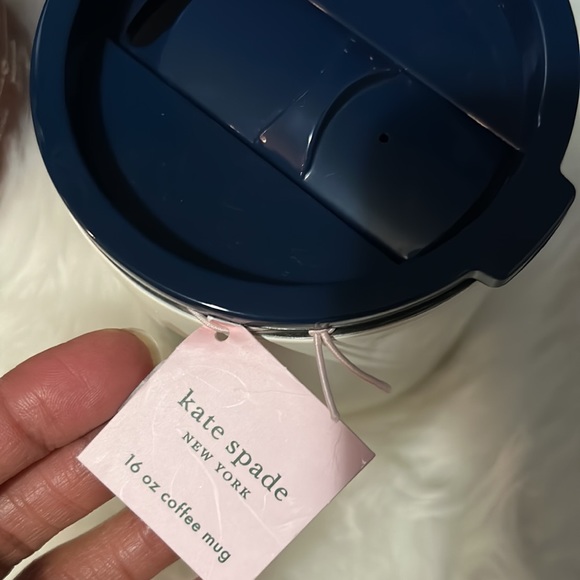 kate spade
NEW YORK
16 oz coffee mug